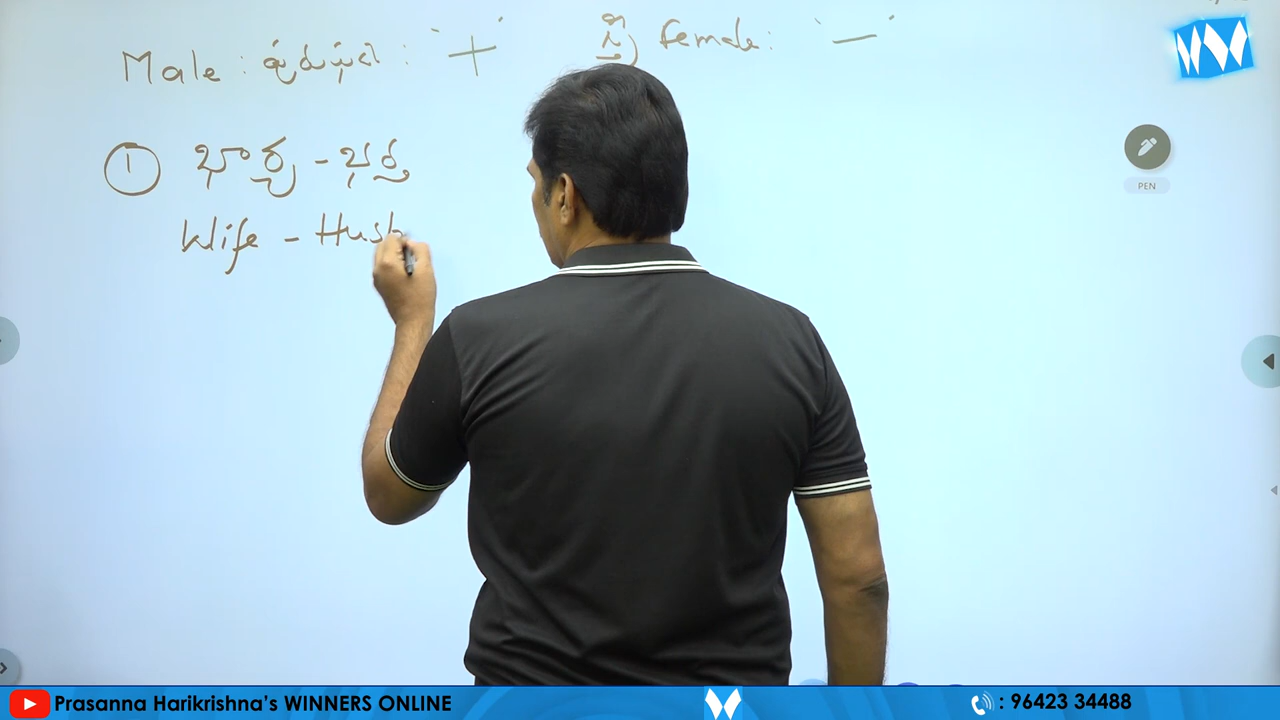 Male : పురుషుడు : '+' స్త్రీ Female : '–'
① భార్య - భర్త
Wife - Husb
PEN
Prasanna Harikrishna's WINNERS ONLINE
: 96423 34488